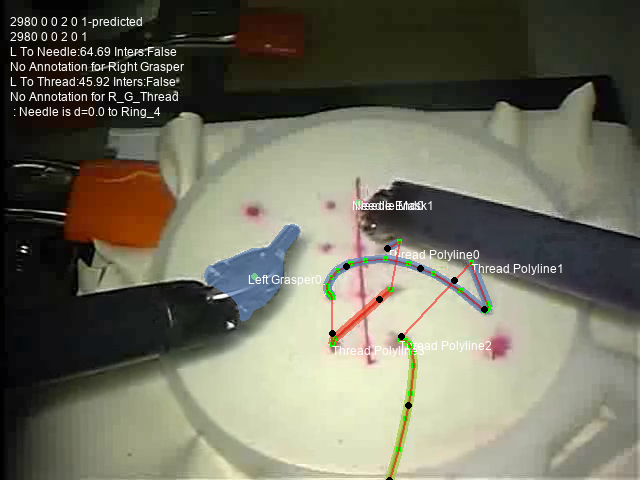 2980 0 0 2 0 1-predicted
2980 0 0 2 0 1
L To Needle:64.69 Inters:False
No Annotation for Right Grasper
L To Thread:45.92 Inters:False
No Annotation for R_G_Thread
: Needle is d=0.0 to Ring_4
Thread Polyline0
Thread Polyline1
Left Grasper0
Thread Polyline2
Thread Polyline3